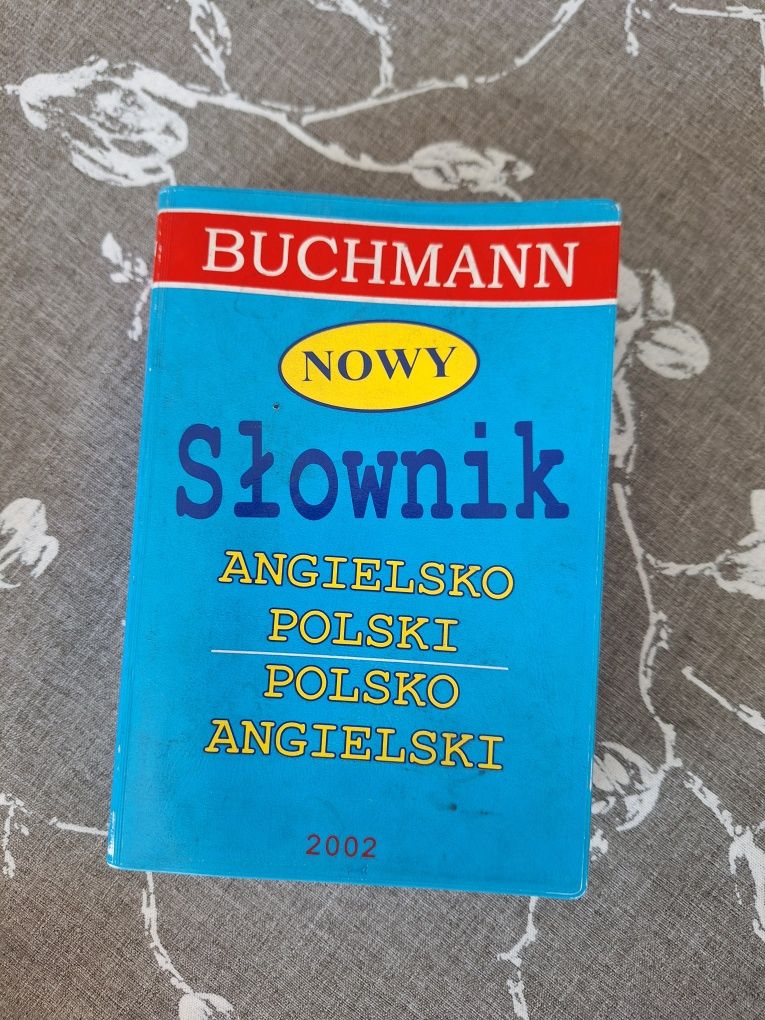 BUCHMANN
NOWY
Słownik
ANGIELSKO
POLSKI
POLSKO
ANGIELSKI
2002